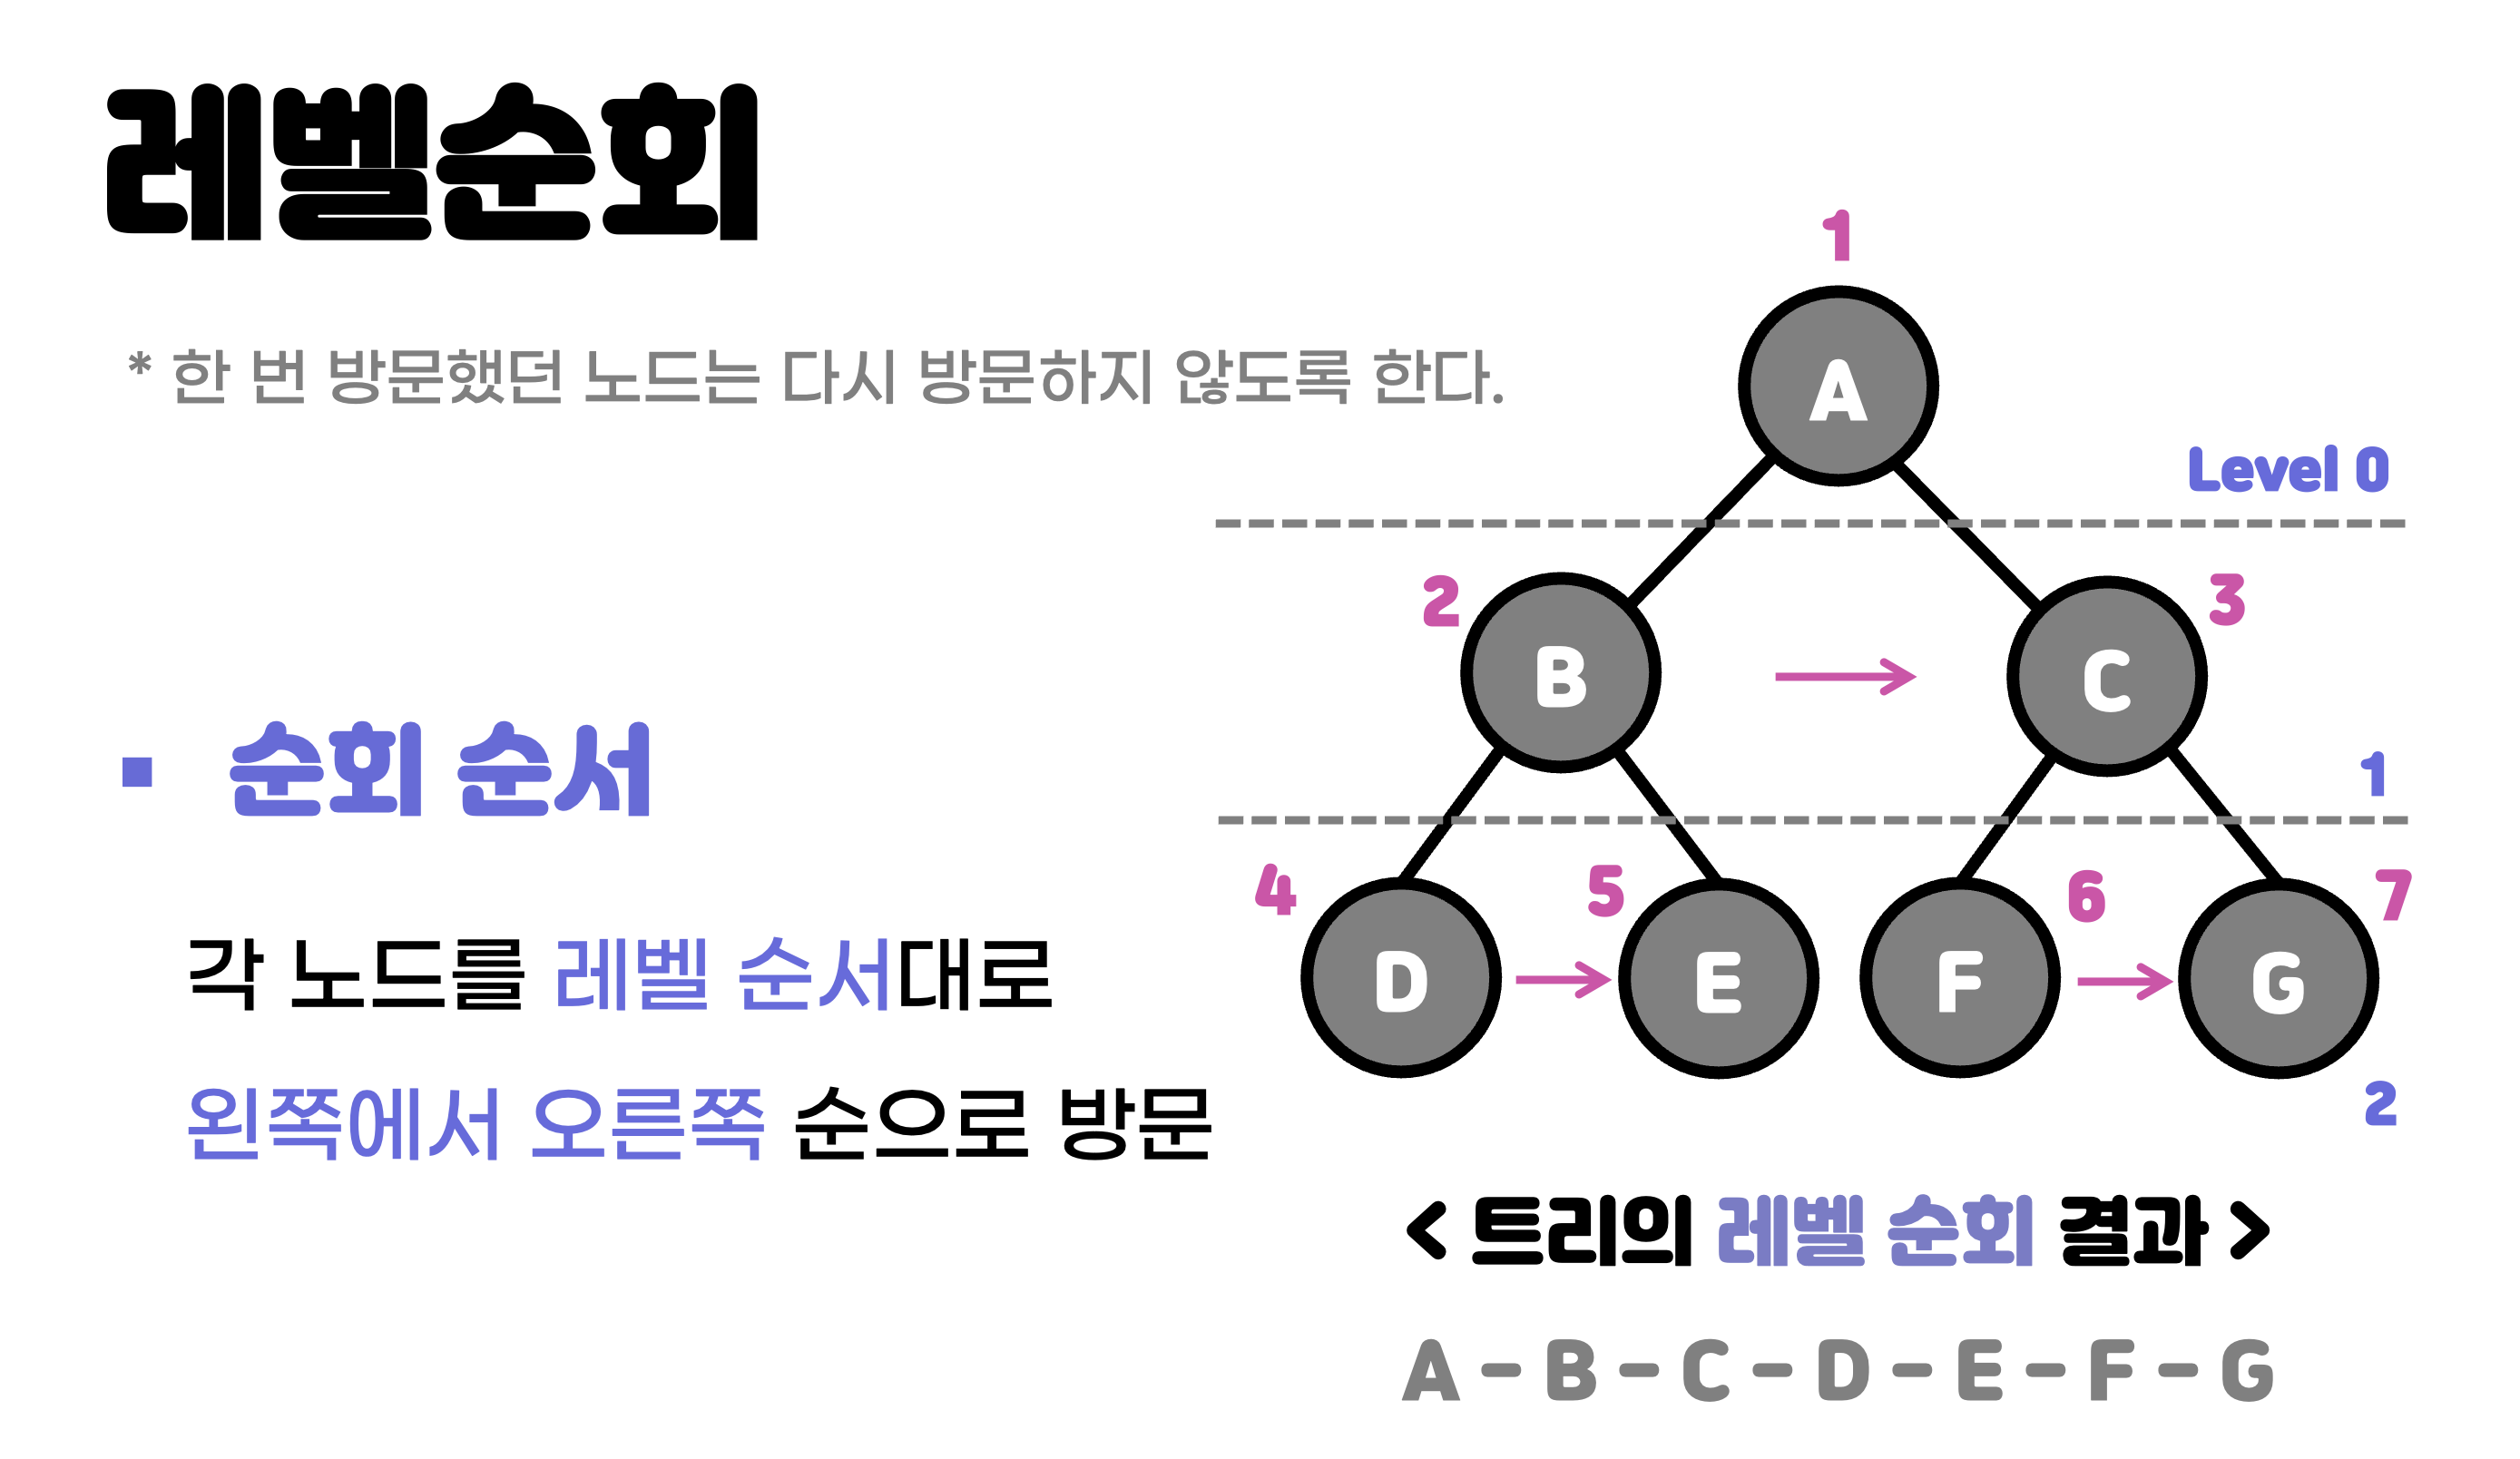 레벨순회
* 한 번 방문했던 노드는 다시 방문하지 않도록 한다.
▪ 순회 순서
각 노드를 레벨 순서대로
왼쪽에서 오른쪽 순으로 방문
1
A
Level 0
2 3
B → C
1
4 5 6 7
D → E F → G
2
< 트리의 레벨 순회 결과 >
A - B - C - D - E - F - G